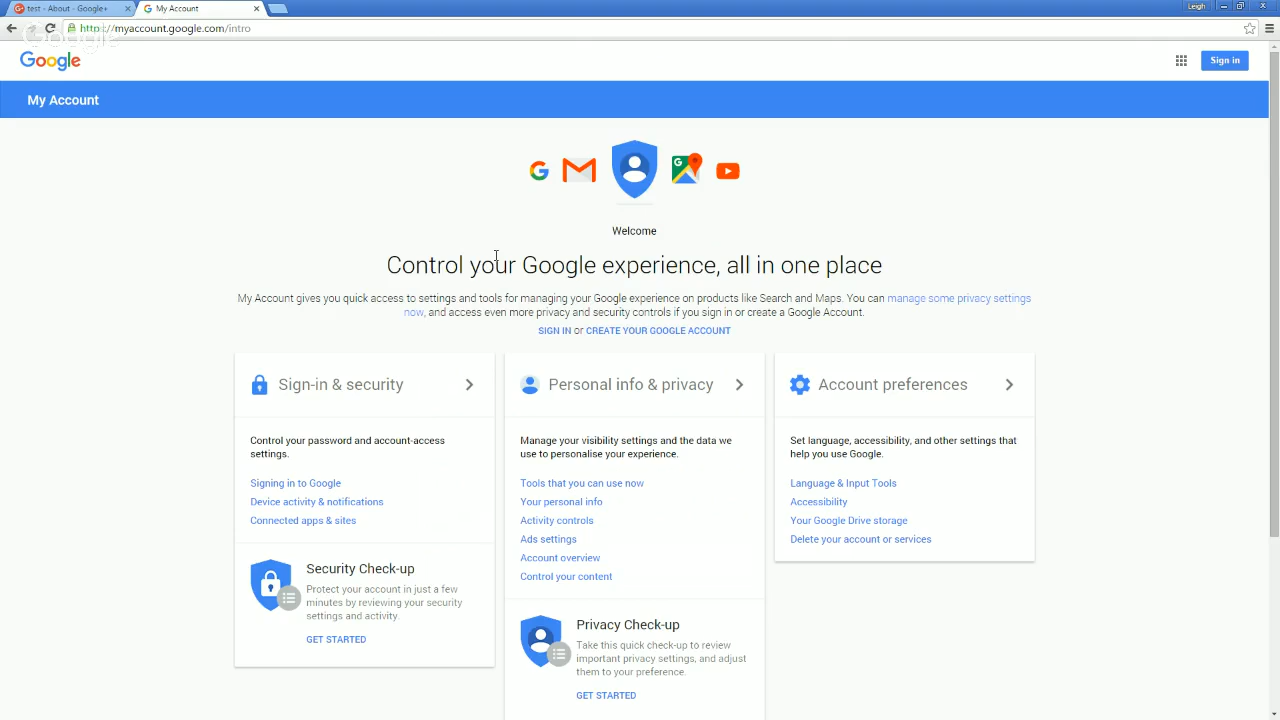 test - About - Google+
My Account
Leigh
https://myaccount.google.com/intro
Google
Google
Sign in
My Account
Welcome
Control your Google experience, all in one place
My Account gives you quick access to settings and tools for managing your Google experience on products like Search and Maps. You can manage some privacy settings
now, and access even more privacy and security controls if you sign in or create a Google Account.
SIGN IN or CREATE YOUR GOOGLE ACCOUNT
Sign-in & security
Control your password and account-access
settings.
Signing in to Google
Device activity & notifications
Connected apps & sites
Security Check-up
Protect your account in just a few
minutes by reviewing your security
settings and activity.
GET STARTED
Personal info & privacy
Manage your visibility settings and the data we
use to personalise your experience.
Tools that you can use now
Your personal info
Activity controls
Ads settings
Account overview
Control your content
Privacy Check-up
Take this quick check-up to review
important privacy settings, and adjust
them to your preference.
GET STARTED
Account preferences
Set language, accessibility, and other settings that
help you use Google.
Language & Input Tools
Accessibility
Your Google Drive storage
Delete your account or services